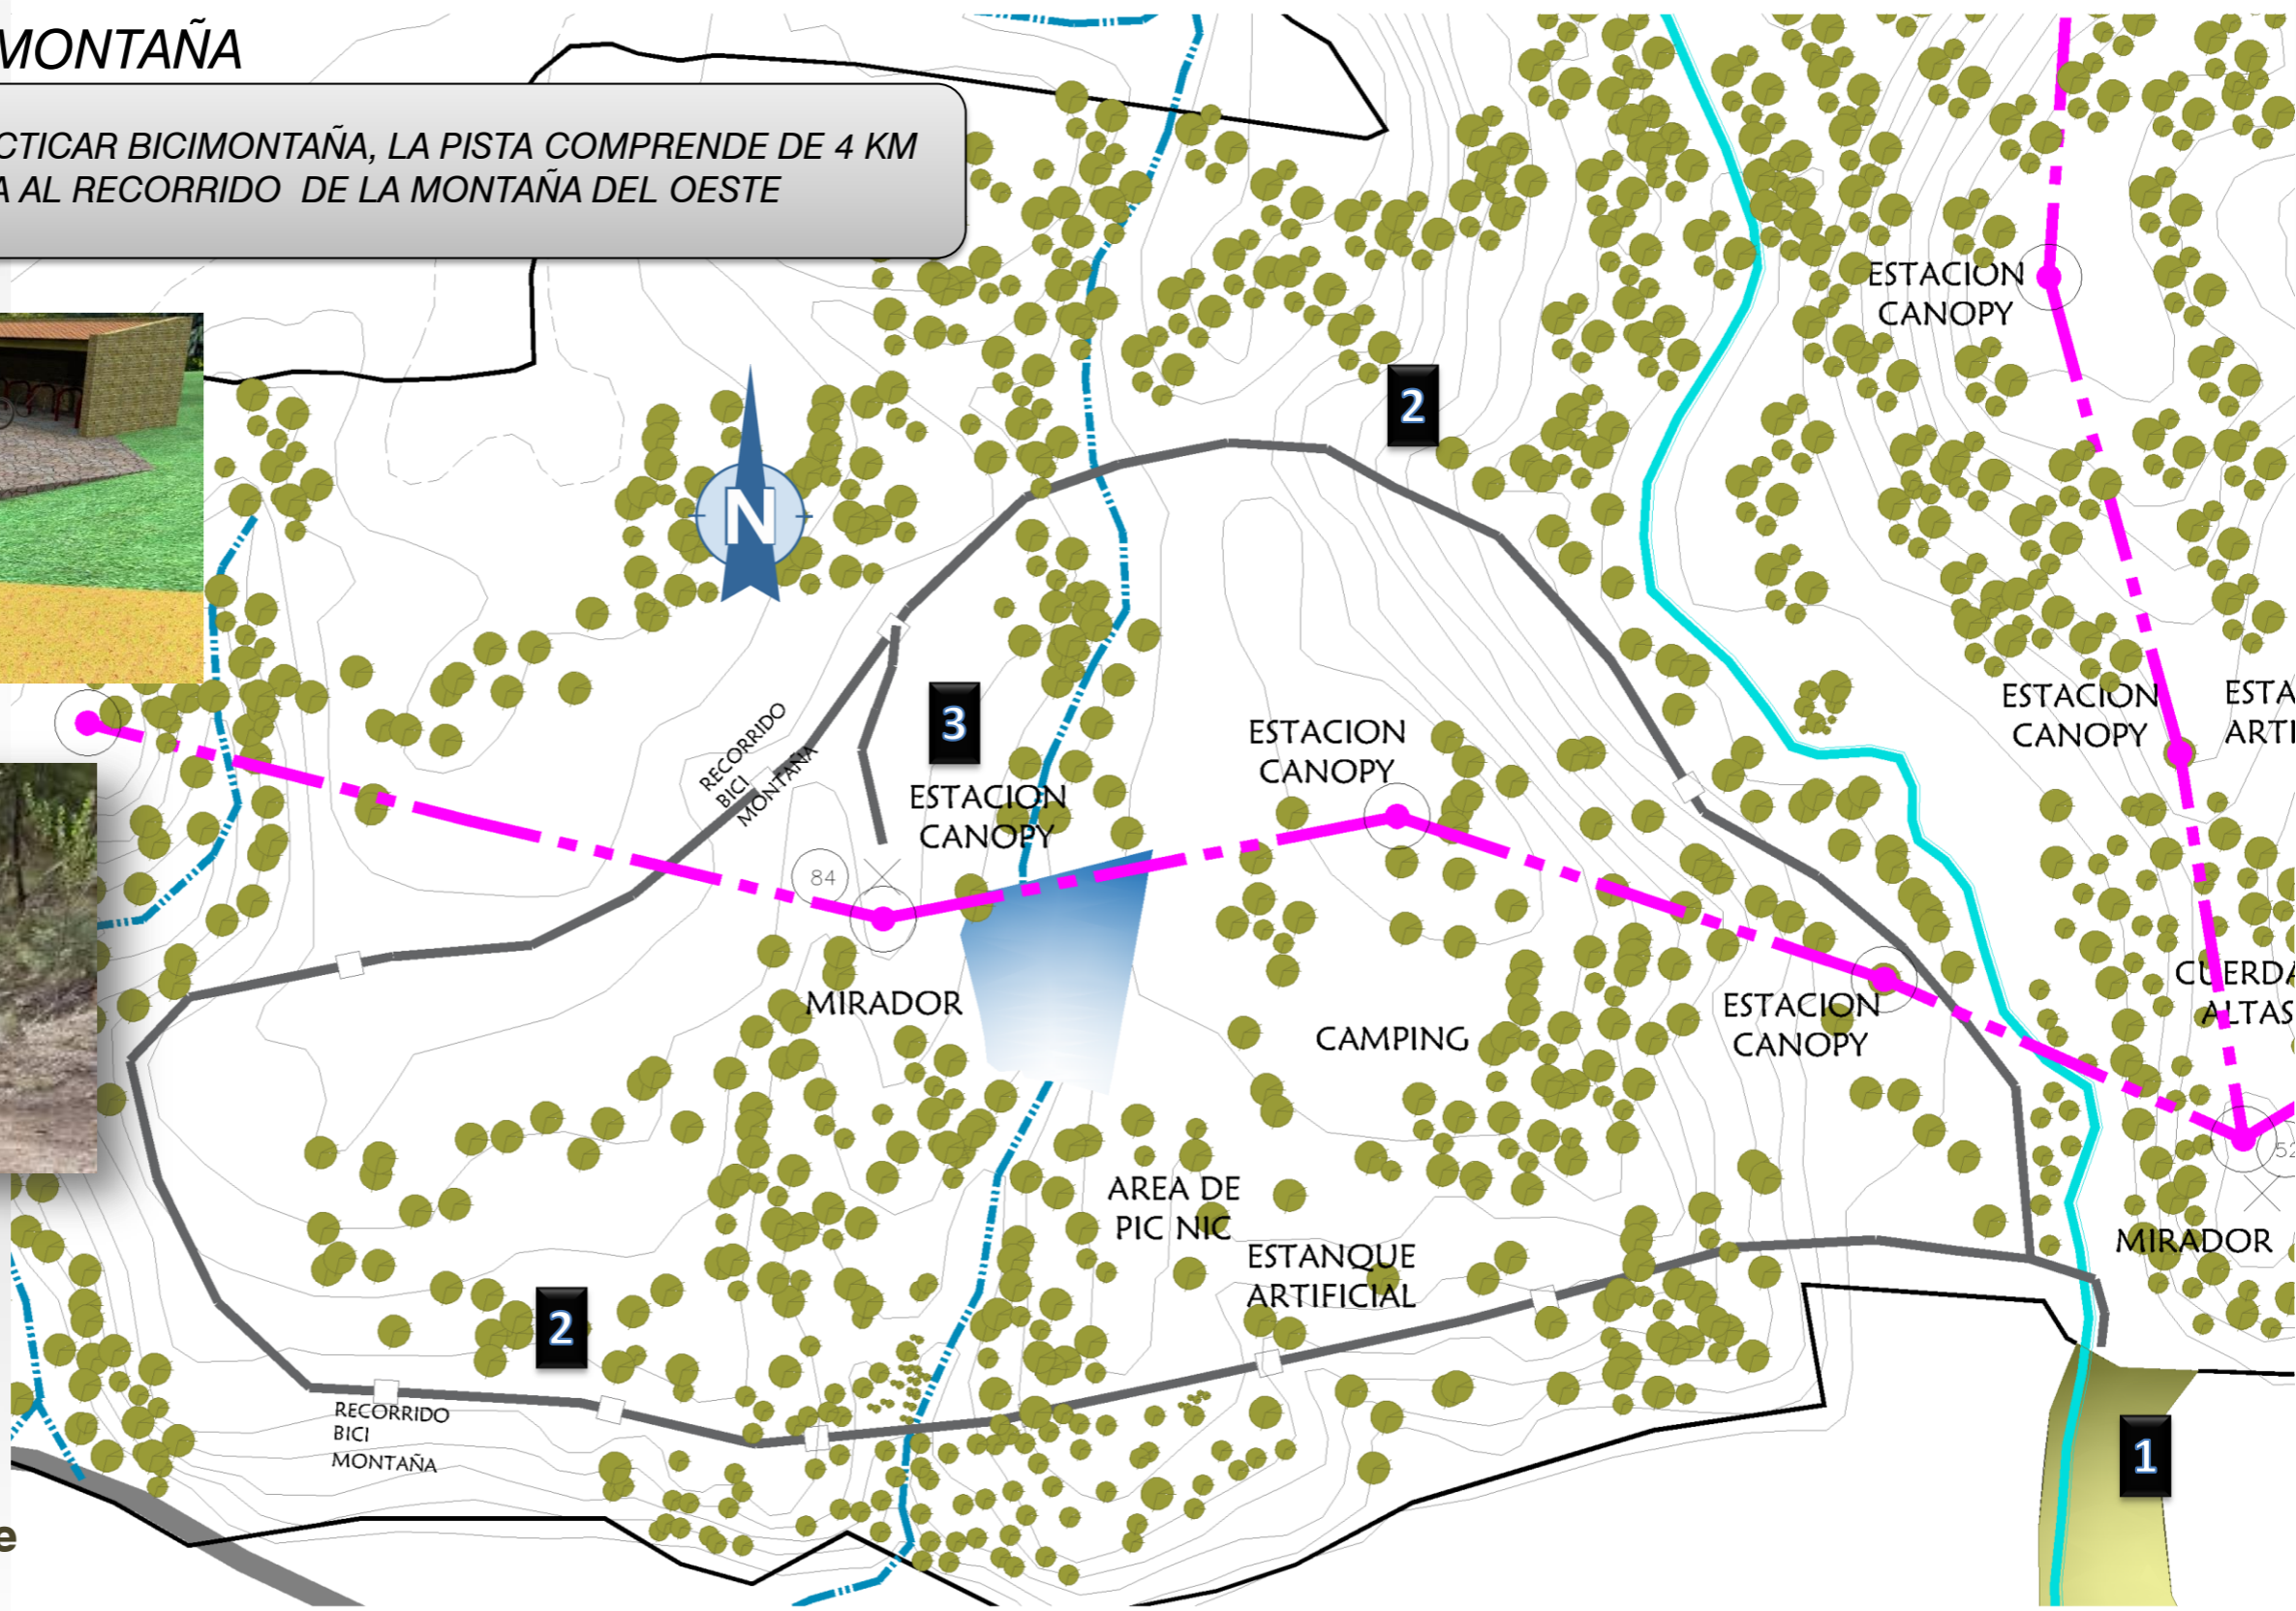 MONTAÑA
CTICAR BICIMONTAÑA, LA PISTA COMPRENDE DE 4 KM
A AL RECORRIDO DE LA MONTAÑA DEL OESTE
ESTACION
CANOPY
2
N
ESTACION
CANOPY
ESTA
ARTI
3
RECORRIDO
BICI
MONTAÑA
ESTACION
CANOPY
ESTACION
CANOPY
84
MIRADOR
CAMPING
ESTACION
CANOPY
CUERDA
ALTAS
52
AREA DE
PIC NIC
MIRADOR
ESTANQUE
ARTIFICIAL
2
RECORRIDO
BICI
MONTAÑA
1
e